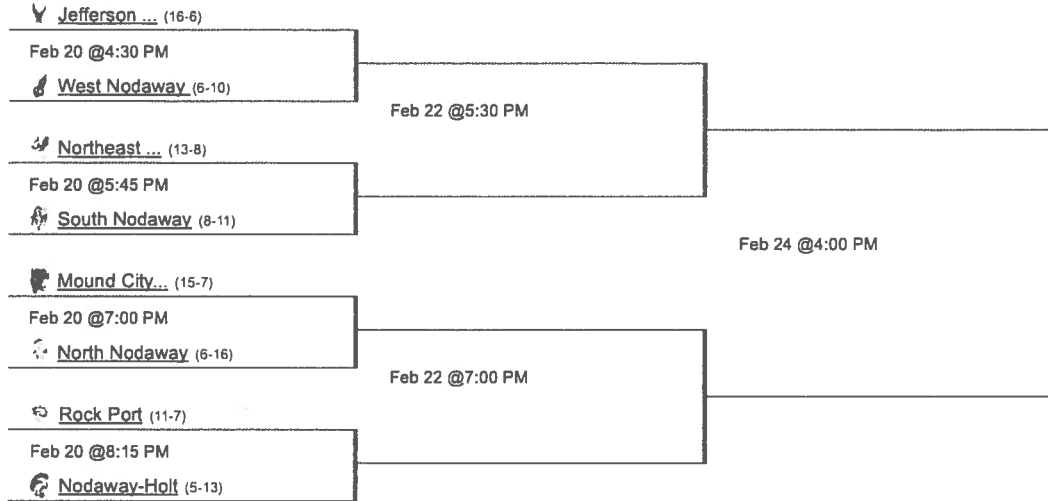 Jefferson ... (16-6)
Feb 20 @4:30 PM
West Nodaway (6-10)
Feb 22 @5:30 PM
Northeast ... (13-8)
Feb 20 @5:45 PM
South Nodaway (8-11)
Feb 24 @4:00 PM
Mound City... (15-7)
Feb 20 @7:00 PM
North Nodaway (6-16)
Feb 22 @7:00 PM
Rock Port (11-7)
Feb 20 @8:15 PM
Nodaway-Holt (5-13)